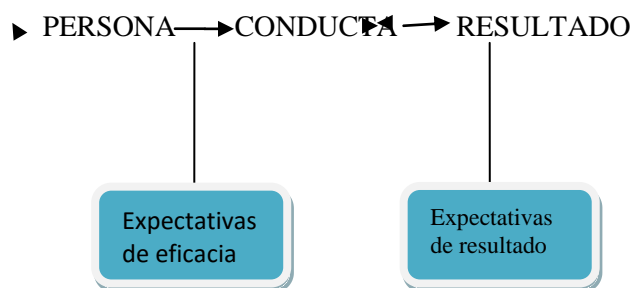 PERSONA CONDUCTA RESULTADO
Expectativas
de eficacia
Expectativas
de resultado